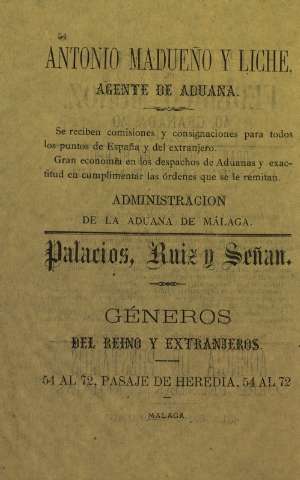 54
ANTONIO MADUEÑO Y LICHE,
AGENTE DE ADUANA.
Se reciben comisiones y consignaciones para todos
los puntos de España y del extranjero.
Gran economía en los despachos de Aduanas y exac-
titud en cumplimentar las órdenes que se le remitan.
ADMINISTRACION
DE LA ADUANA DE MÁLAGA.
Palacios, Ruiz y Señan.
GÉNEROS
DEL REINO Y EXTRANJEROS.
54 AL 72, PASAJE DE HEREDIA, 54 AL 72
MALAGA